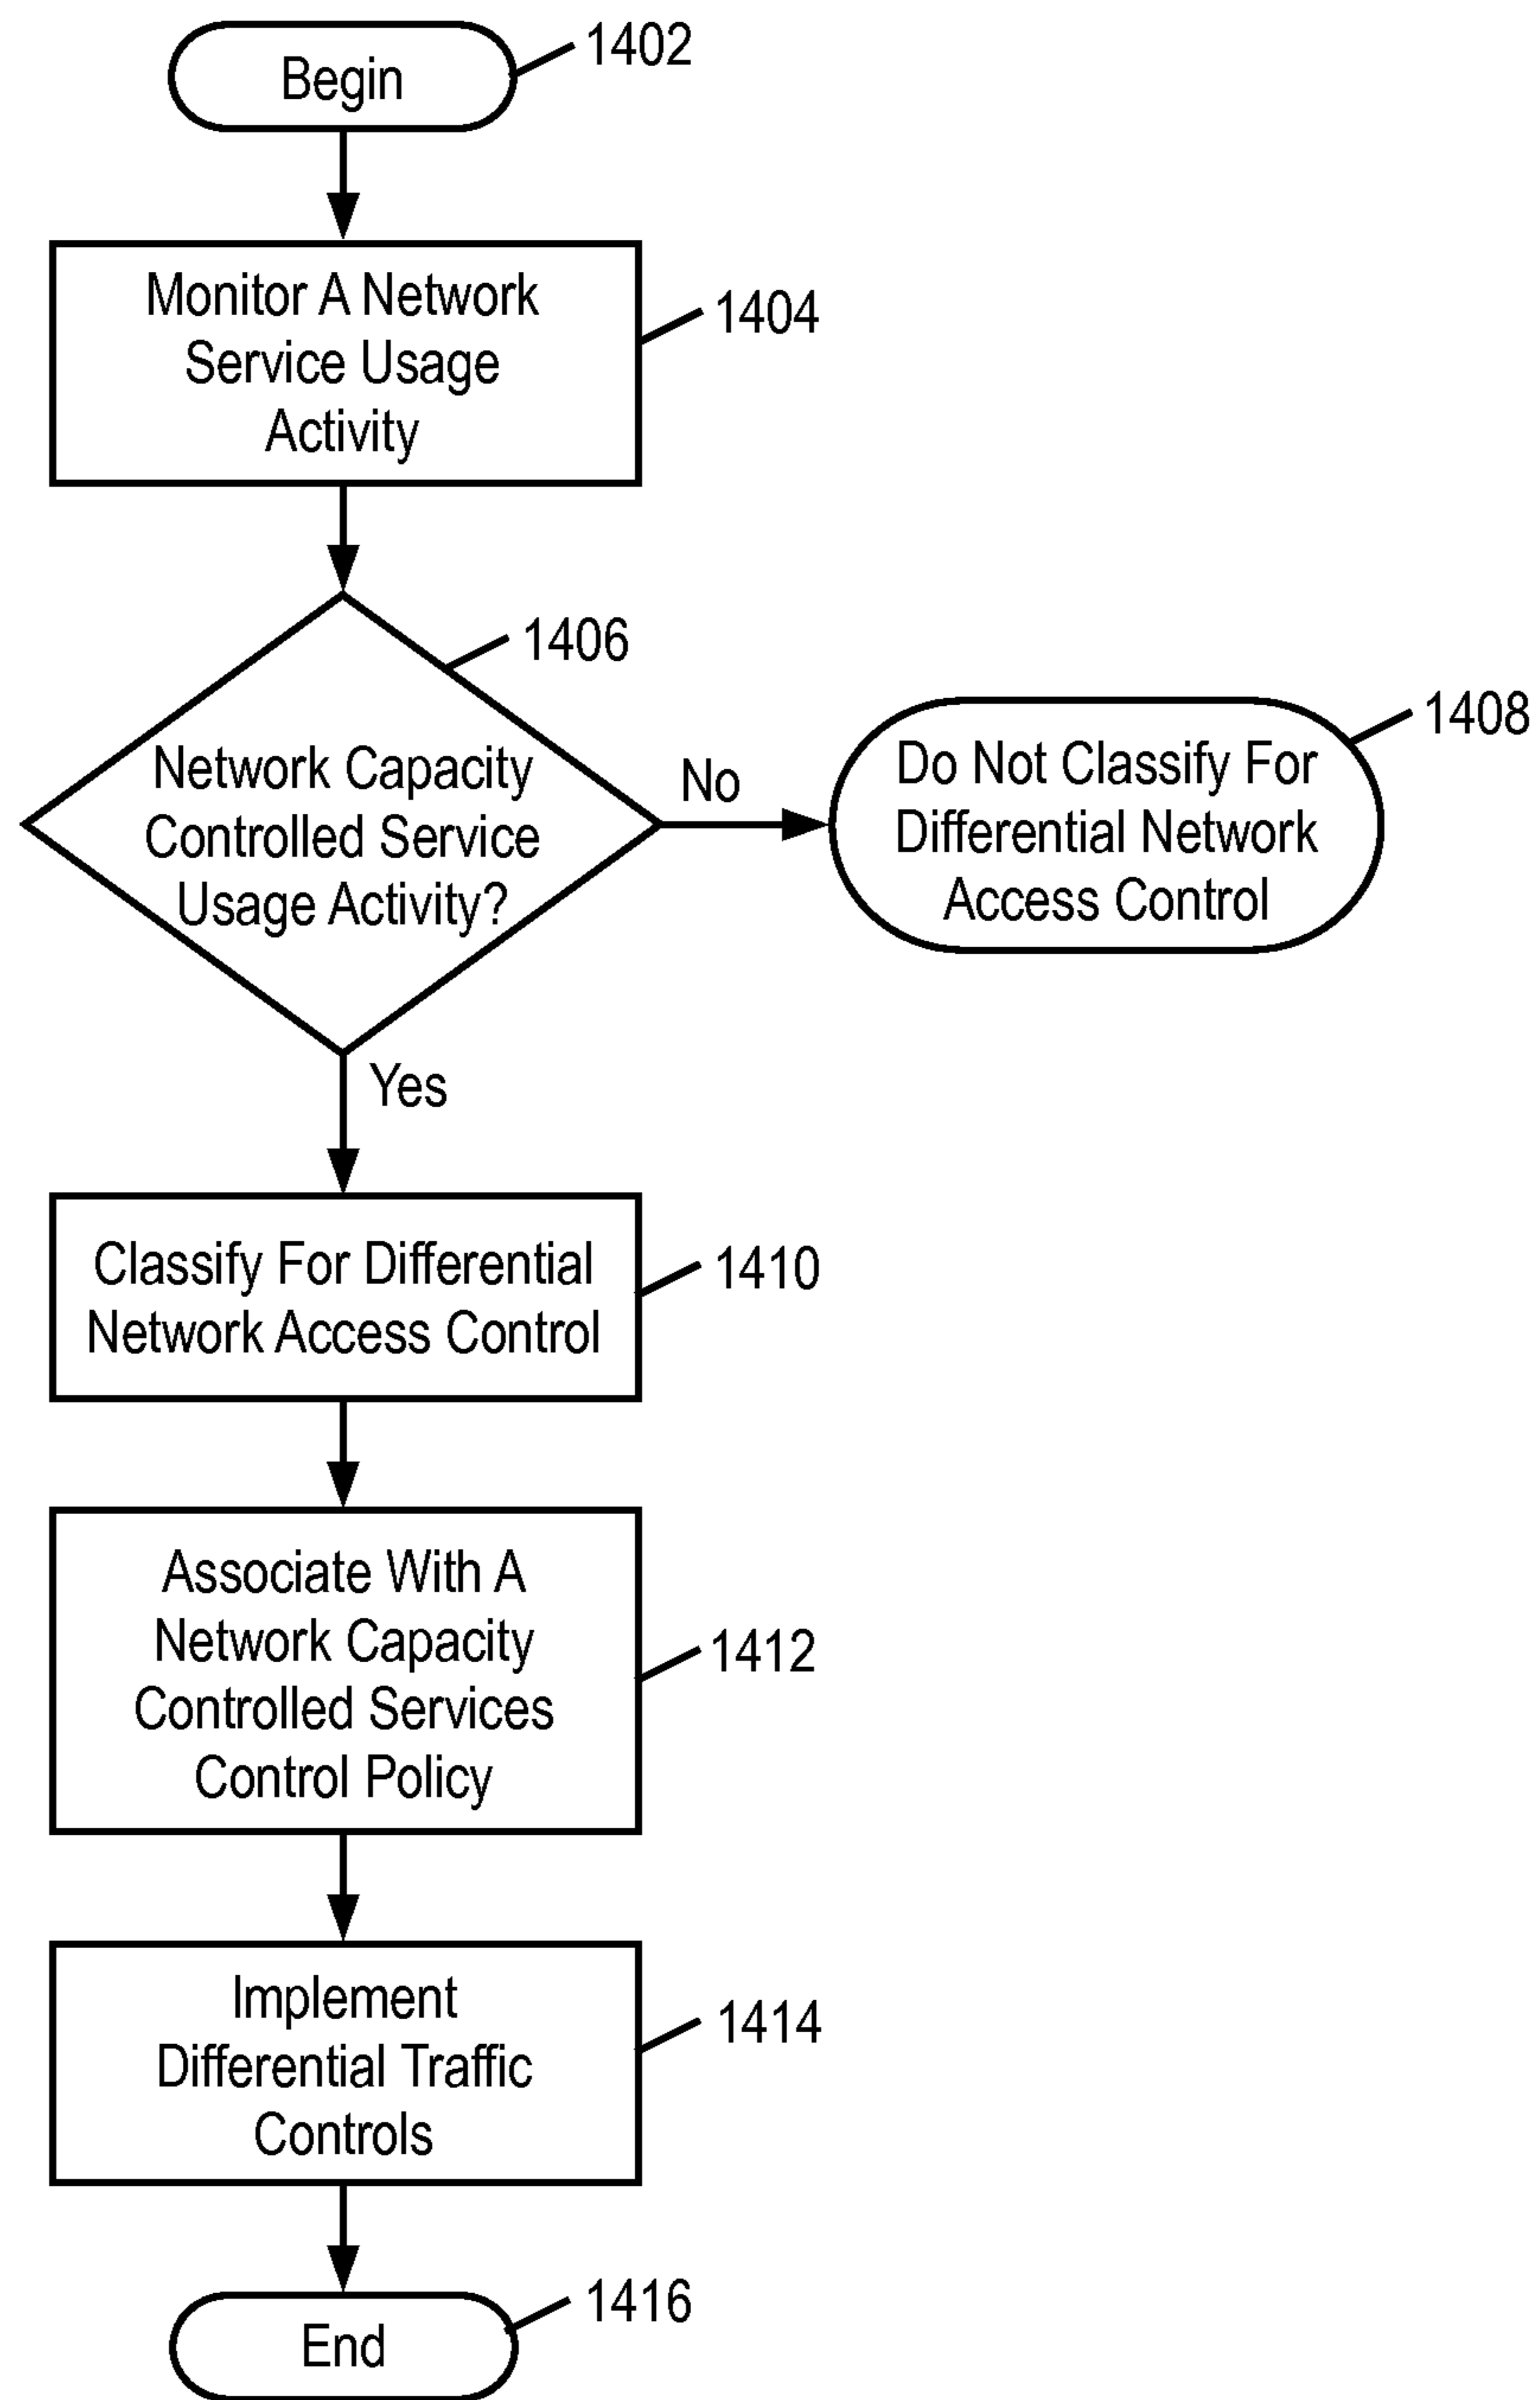 Begin
1402
Monitor A Network
Service Usage
Activity
1404
1406
Network Capacity
Controlled Service
Usage Activity?
No
Do Not Classify For
Differential Network
Access Control
1408
Yes
Classify For Differential
Network Access Control
1410
Associate With A
Network Capacity
Controlled Services
Control Policy
1412
Implement
Differential Traffic
Controls
1414
End
1416